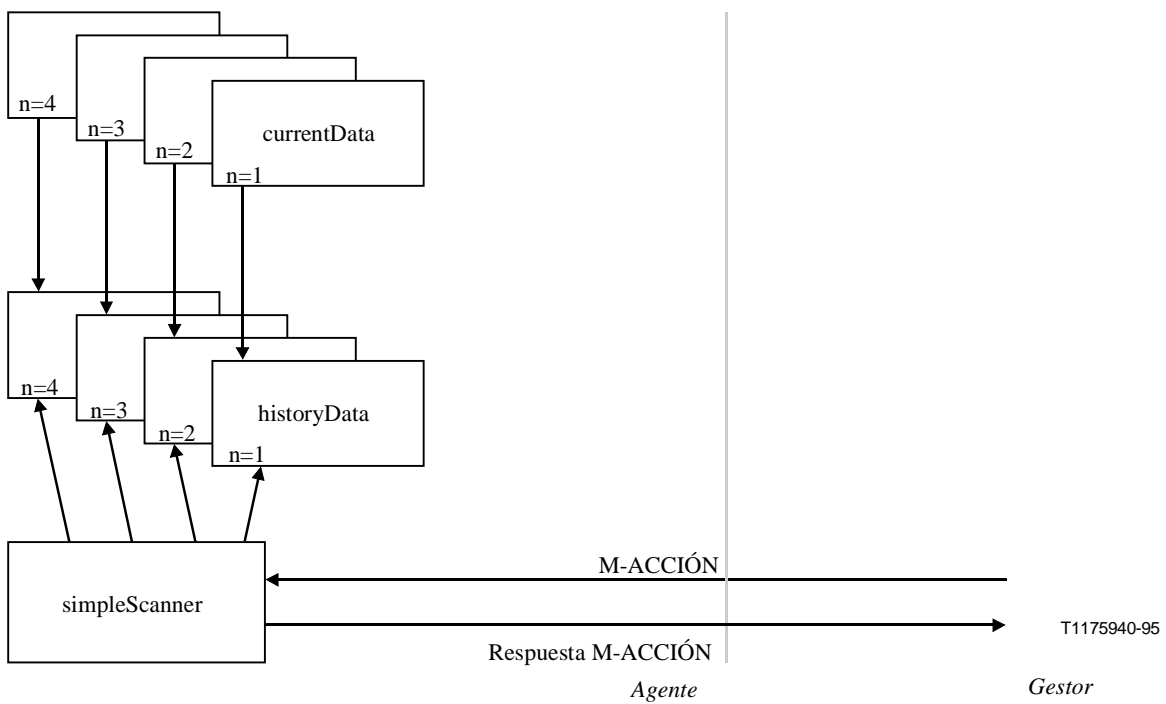 n=4
n=3
n=2
currentData
n=1
n=4
n=3
historyData
n=2
n=1
M-ACCIÓN
simpleScanner
T1175940-95
Respuesta M-ACCIÓN
Agente
Gestor